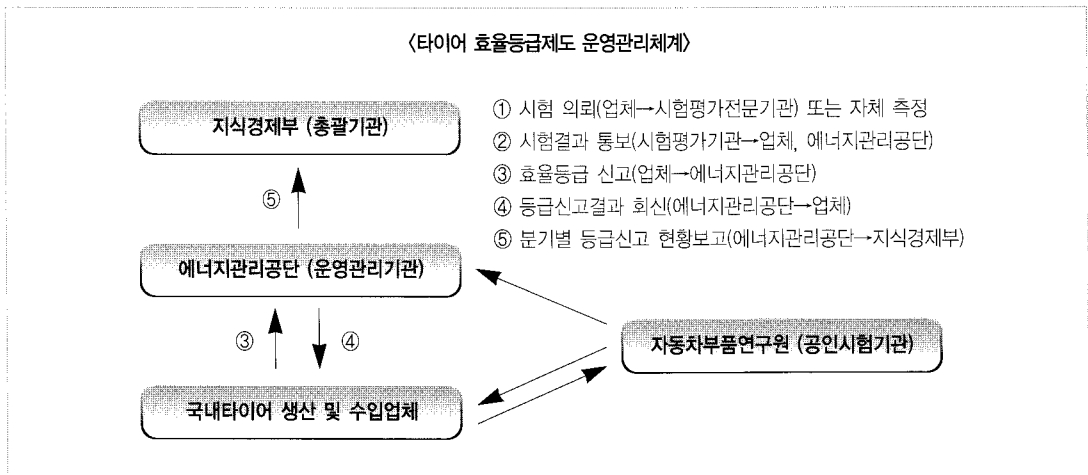 <타이어 효율등급제도 운영관리체계>
지식경제부 (총괄기관)
① 시험 의뢰(업체→시험평가전문기관) 또는 자체 측정
② 시험결과 통보(시험평가기관→업체, 에너지관리공단)
③ 효율등급 신고(업체→에너지관리공단)
④ 등급신고결과 회신(에너지관리공단→업체)
⑤ 분기별 등급신고 현황보고(에너지관리공단→지식경제부)
⑤
에너지관리공단 (운영관리기관)
③
④
자동차부품연구원 (공인시험기관)
국내타이어 생산 및 수입업체